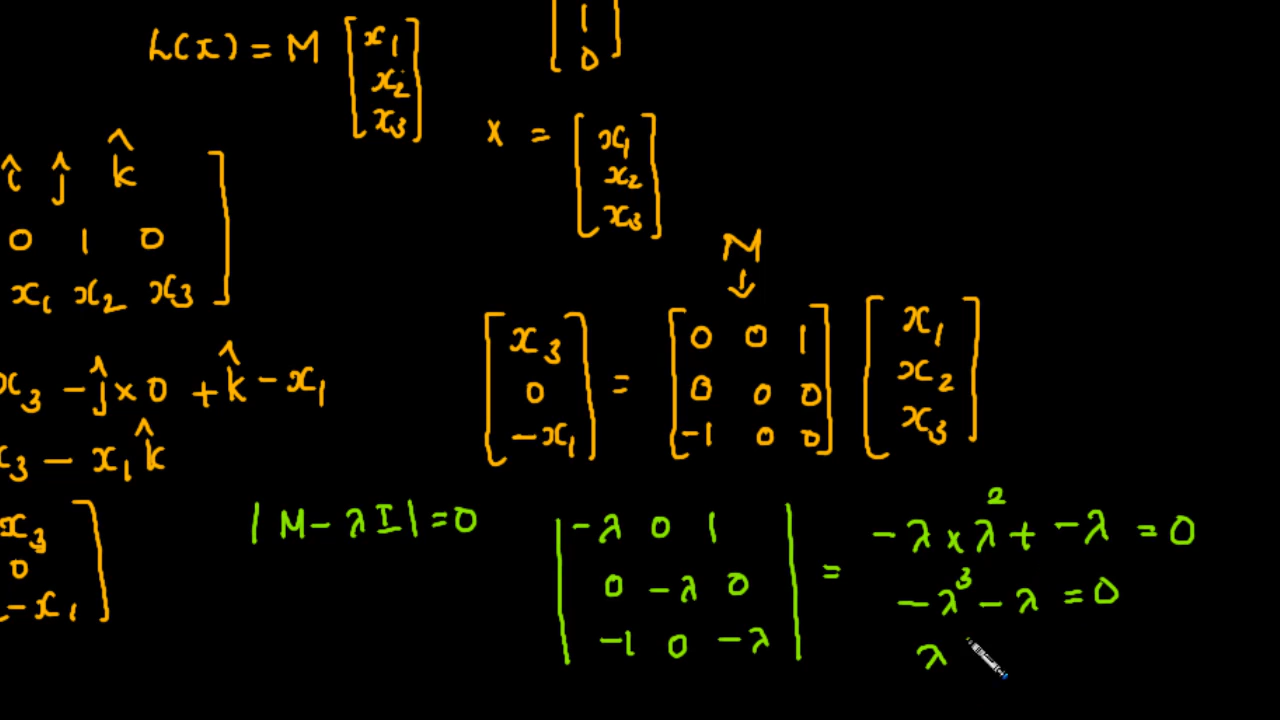 L(x) = M [x₁
x₂
x₃]
[1
0]
x = [x₁
x₂
x₃]
î ĵ k̂
0 1 0
x₁ x₂ x₃ ]
M
↓
x₃ - ĵ×0 + k̂ - x₁
x₃ - x₁ k̂
[x₃
0
-x₁] = [0 0 1
0 0 0
-1 0 0] [x₁
x₂
x₃]
x₃
0
-x₁ ]
|M - λI| = 0
|-λ 0 1
0 -λ 0
-1 0 -λ| =
-λ×λ² + -λ = 0
-λ³ - λ = 0
λ